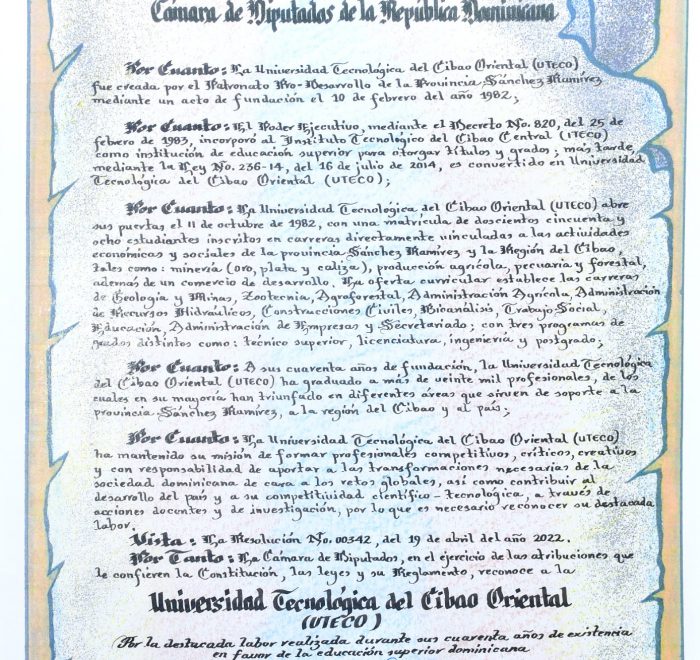 Cámara de Diputados de la República Dominicana
Por Cuanto: La Universidad Tecnológica del Cibao Oriental (UTECO)
fue creada por el Patronato Pro-Desarrollo de la Provincia Sánchez Ramírez
mediante un acto de fundación el 10 de febrero del año 1982;
Por Cuanto: El Poder Ejecutivo, mediante el Decreto No. 820, del 25 de
febrero de 1983, incorporó al Instituto Tecnológico del Cibao Central (ITECO)
como institución de educación superior para otorgar títulos y grados; más tarde,
mediante la Ley No. 236-14, del 16 de julio de 2014, es convertido en Universidad
Tecnológica del Cibao Oriental (UTECO);
Por Cuanto: La Universidad Tecnológica del Cibao Oriental (UTECO) abre
sus puertas el 11 de octubre de 1982, con una matrícula de doscientos cincuenta y
ocho estudiantes inscritos en carreras directamente vinculadas a las actividades
económicas y sociales de la provincia Sánchez Ramírez y la Región del Cibao,
tales como: minería (oro, plata y caliza), producción agrícola, pecuaria y forestal,
además de un comercio de desarrollo. La oferta curricular establece las carreras
de Geología y Minas, Zootecnia, Agroforestal, Administración Agrícola, Administración
de Recursos Hidráulicos, Construcciones Civiles, Bioanálisis, Trabajo Social,
Educación, Administración de Empresas y Secretariado; con tres programas de
grados distintos como: técnico superior, licenciatura, ingeniería y postgrado;
Por Cuanto: A sus cuarenta años de fundación, la Universidad Tecnológica
del Cibao Oriental (UTECO) ha graduado a más de veinte mil profesionales, de los
cuales en su mayoría han triunfado en diferentes áreas que sirven de soporte a la
provincia Sánchez Ramírez, a la región del Cibao y al país;
Por Cuanto: La Universidad Tecnológica del Cibao Oriental (UTECO)
ha mantenido su misión de formar profesionales competitivos, críticos, creativos
y con responsabilidad de aportar a las transformaciones necesarias de la
sociedad dominicana de cara a los retos globales, así como contribuir al
desarrollo del país y a su competitividad científico-tecnológica, a través de
acciones docentes y de investigación, por lo que es necesario reconocer su destacada
labor.
Vista: La Resolución No. 00342, del 19 de abril del año 2022.
Por Tanto: La Cámara de Diputados, en el ejercicio de las atribuciones que
le confieren la Constitución, las leyes y su Reglamento, reconoce a la
Universidad Tecnológica del Cibao Oriental
(UTECO)
Por la destacada labor realizada durante sus cuarenta años de existencia
en favor de la educación superior dominicana